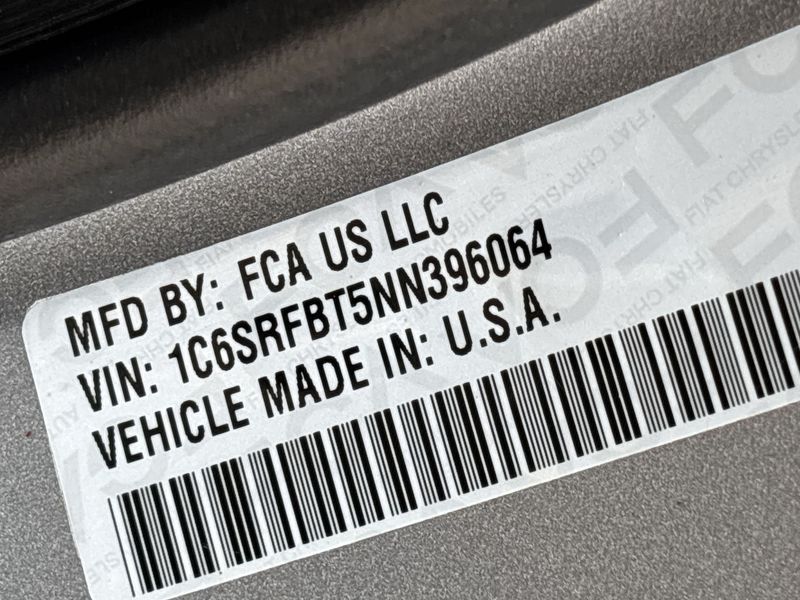 MFD BY: FCA US LLC
VIN: 1C6SRFBT5NN396064
VEHICLE MADE IN: U.S.A.